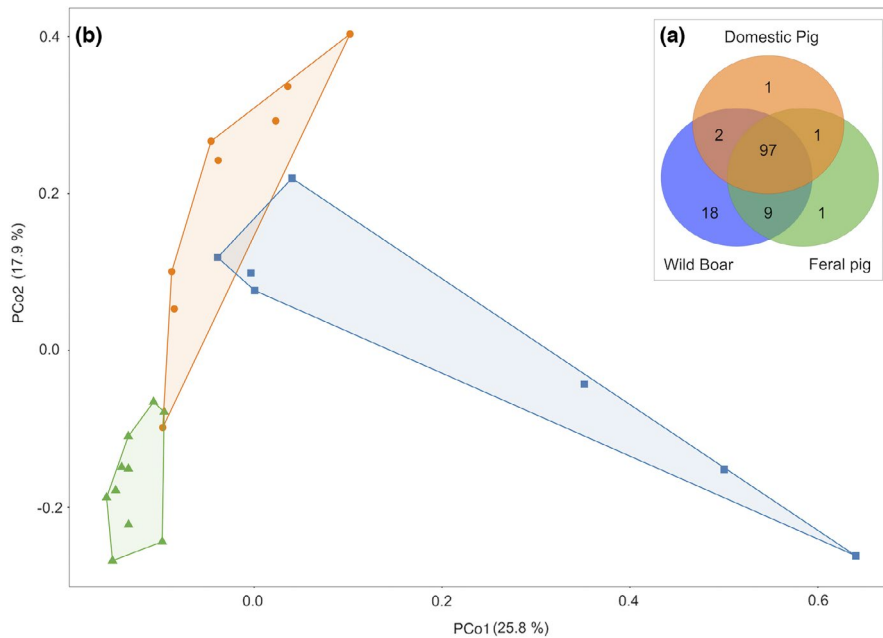 (b)
0.4
0.2
0.0
-0.2
PCo2 (17.9 %)
0.0
0.2
0.4
0.6
PCo1 (25.8 %)
(a)
Domestic Pig
1
2
1
97
18
9
1
Wild Boar
Feral pig